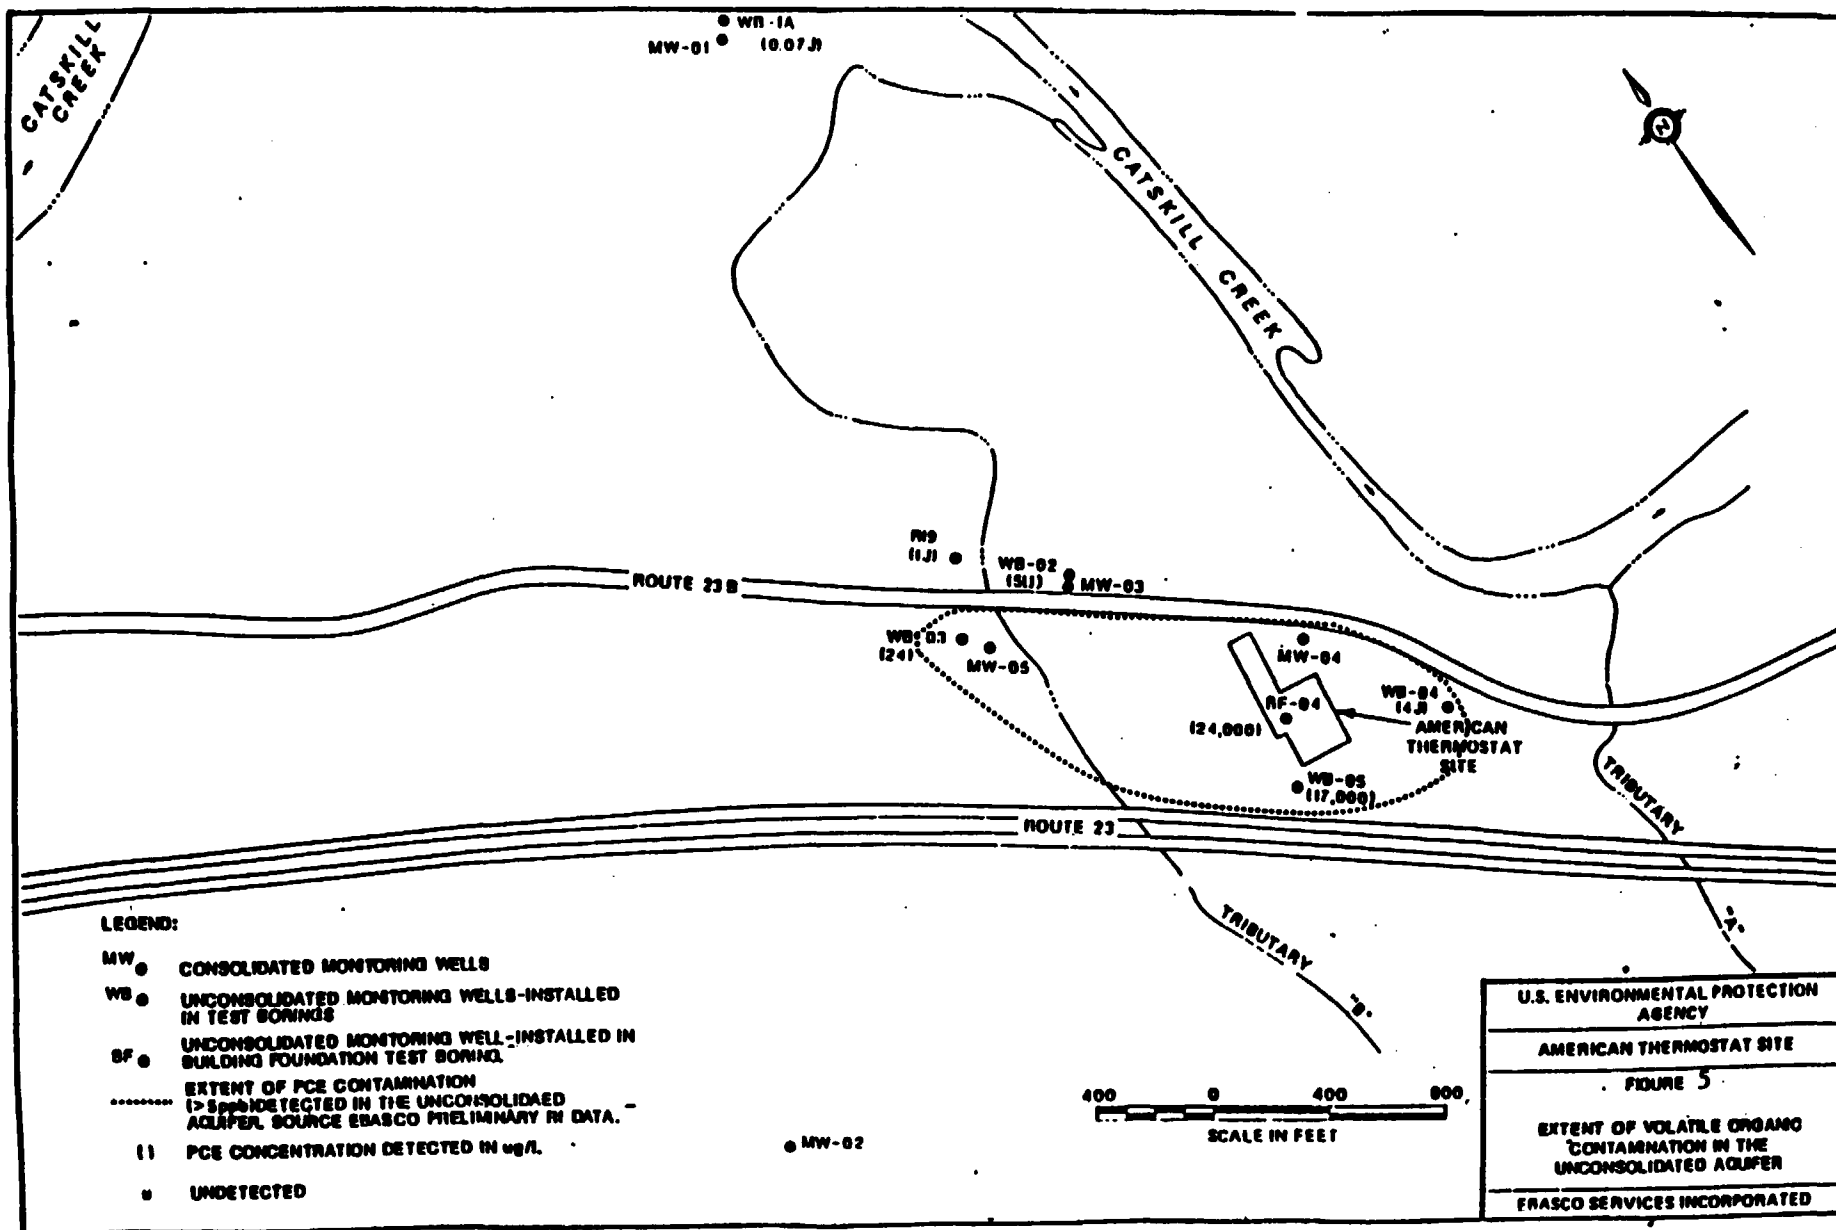 CATSKILL
CREEK
WB-1A
MW-01 (0.07J)
CATSKILL CREEK
N
R19
(1J)
WB-02
(5U)
MW-03
ROUTE 23 B
WB-03
(24)
MW-05
MW-04
BF-04
(24,000)
WB-04
(4J)
AMERICAN
THERMOSTAT
SITE
WB-05
(17,000)
ROUTE 23
TRIBUTARY
"A"
TRIBUTARY
"B"
LEGEND:
MW CONSOLIDATED MONITORING WELLS
WB UNCONSOLIDATED MONITORING WELLS-INSTALLED
IN TEST BORINGS
BF UNCONSOLIDATED MONITORING WELL-INSTALLED IN
BUILDING FOUNDATION TEST BORING.
EXTENT OF PCE CONTAMINATION
(>5ppb)DETECTED IN THE UNCONSOLIDAED
AQUIFER. SOURCE EBASCO PRELIMINARY RI DATA.
( ) PCE CONCENTRATION DETECTED IN ug/l.
u UNDETECTED
MW-02
400 0 400 800
SCALE IN FEET
U.S. ENVIRONMENTAL PROTECTION
AGENCY
AMERICAN THERMOSTAT SITE
FIGURE 5
EXTENT OF VOLATILE ORGANIC
CONTAMINATION IN THE
UNCONSOLIDATED AQUIFER
EBASCO SERVICES INCORPORATED